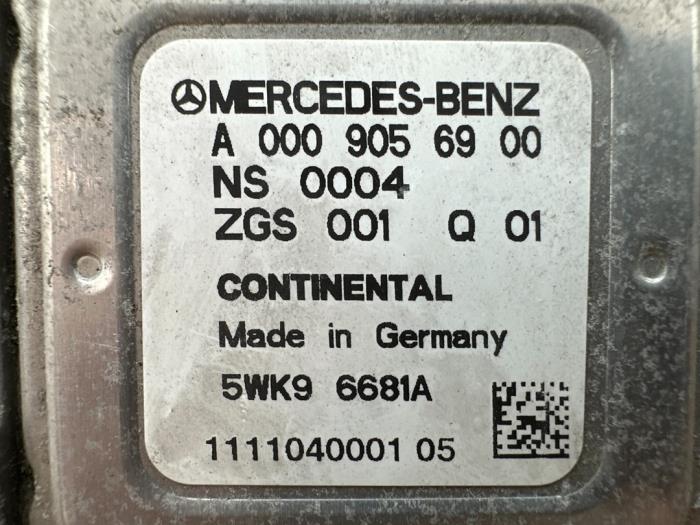 MERCEDES-BENZ
A 000 905 69 00
NS 0004
ZGS 001 Q 01
CONTINENTAL
Made in Germany
5WK9 6681A
1111040001 05